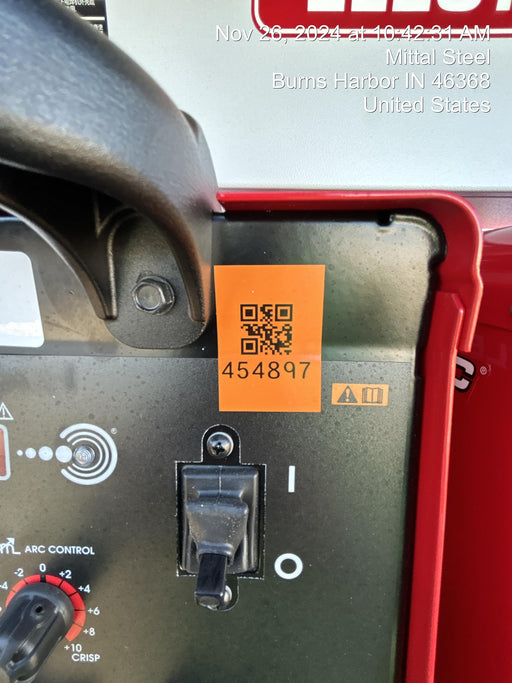 Nov 26, 2024 at 10:42:31 AM
Mittal Steel
Burns Harbor IN 46368
United States
454897
I
O
®
®
ARC CONTROL
-4 -2 0 +2 +4
+6
+8
+10
CRISP